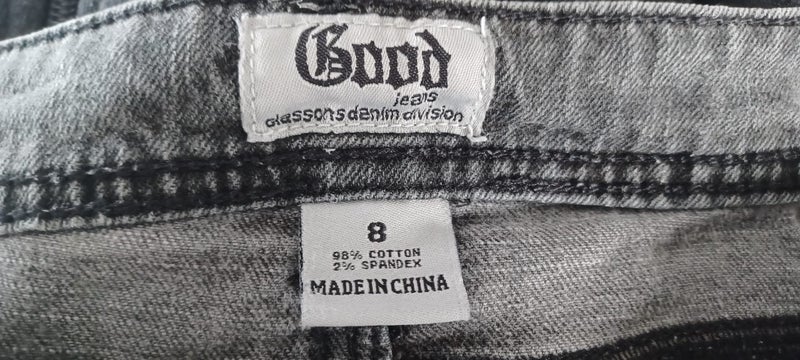 Good
jeans
glassons denim division
8
98% COTTON
2% SPANDEX
MADE IN CHINA